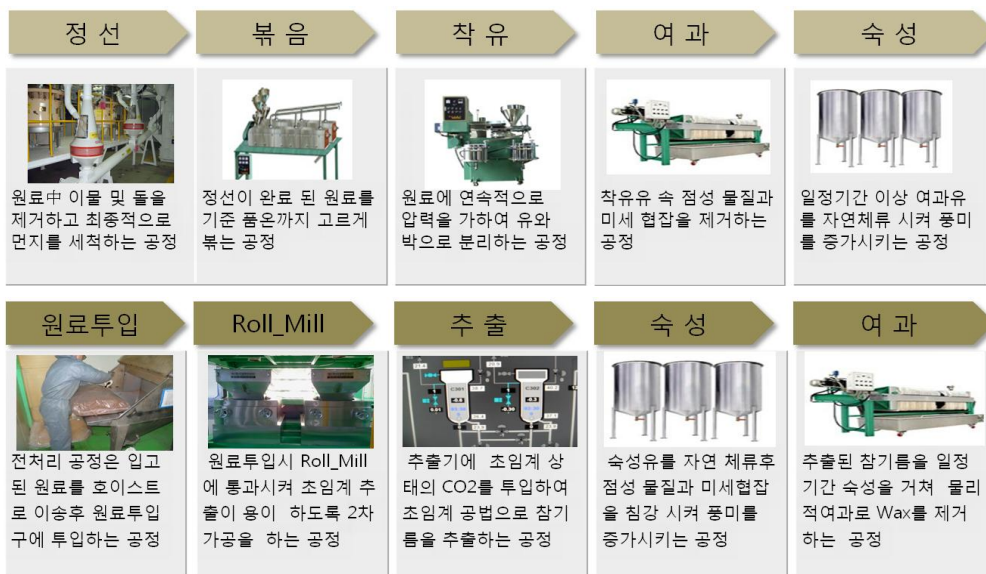 정 선
볶 음
착 유
여 과
숙 성
원료中 이물 및 돌을
제거하고 최종적으로
먼지를 세척하는 공정
정선이 완료 된 원료를
기준 품온까지 고르게
볶는 공정
원료에 연속적으로
압력을 가하여 유와
박으로 분리하는 공정
착유유 속 점성 물질과
미세 협잡을 제거하는
공정
일정기간 이상 여과유
를 자연체류 시켜 풍미
를 증가시키는 공정
원료투입
Roll_Mill
추 출
숙 성
여 과
C301
C302
전처리 공정은 입고
된 원료를 호이스트
로 이송후 원료투입
구에 투입하는 공정
원료투입시 Roll_Mill
에 통과시켜 초임계 추
출이 용이 하도록 2차
가공을 하는 공정
추출기에 초임계 상
태의 CO2를 투입하여
초임계 공법으로 참기
름을 추출하는 공정
숙성유를 자연 체류후
점성 물질과 미세협잡
을 침강 시켜 풍미를
증가시키는 공정
추출된 참기름을 일정
기간 숙성을 거쳐 물리
적여과로 Wax를 제거
하는 공정